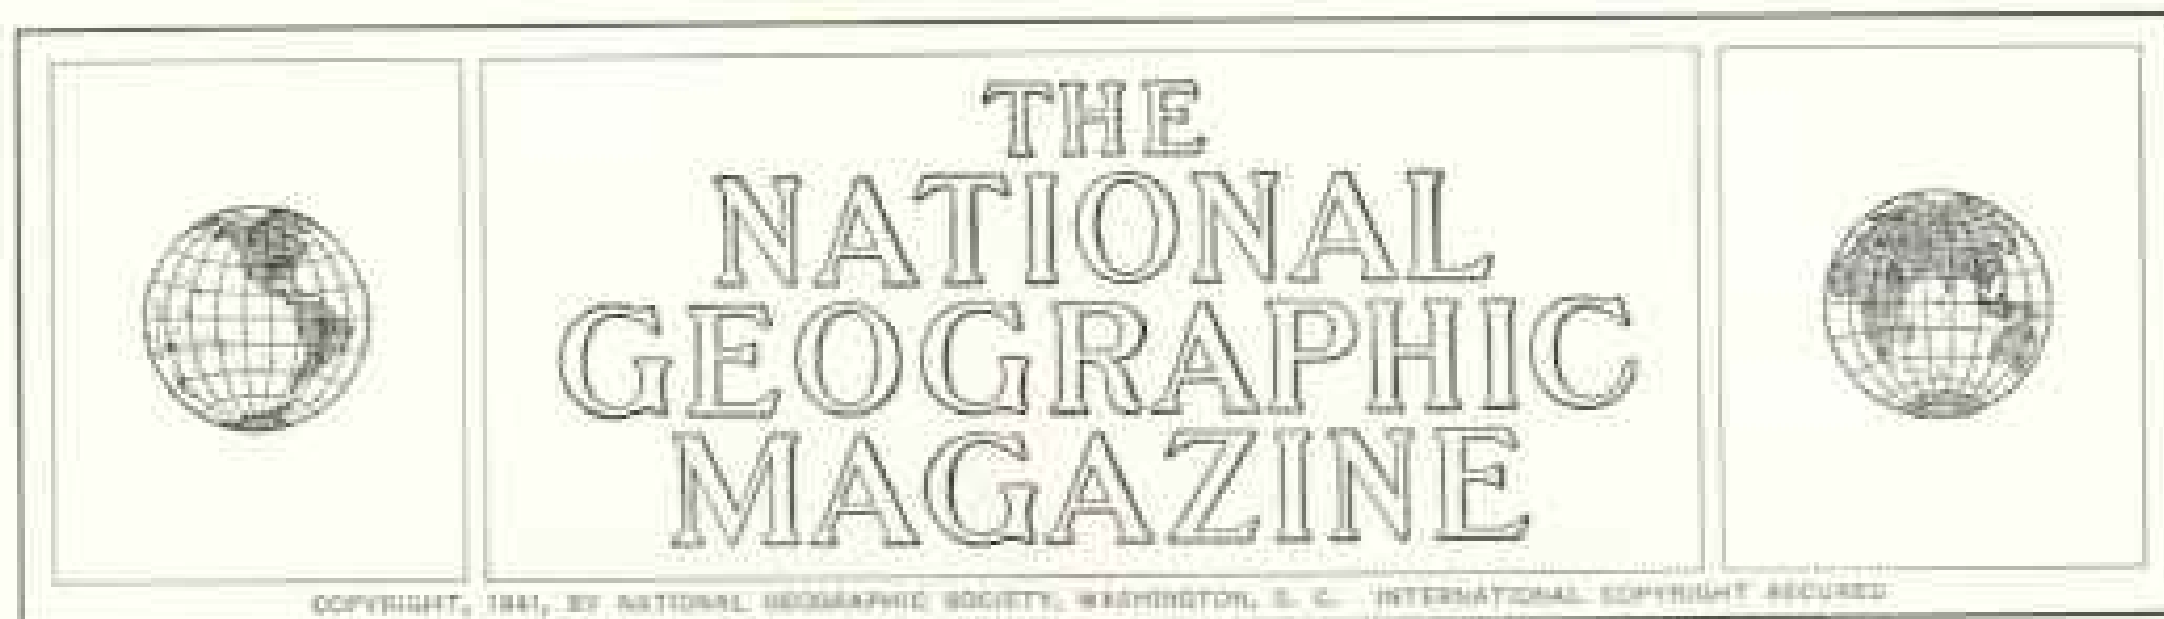 THE
NATIONAL
GEOGRAPHIC
MAGAZINE
COPYRIGHT, 1941, BY NATIONAL GEOGRAPHIC SOCIETY, WASHINGTON, D. C. INTERNATIONAL COPYRIGHT SECURED